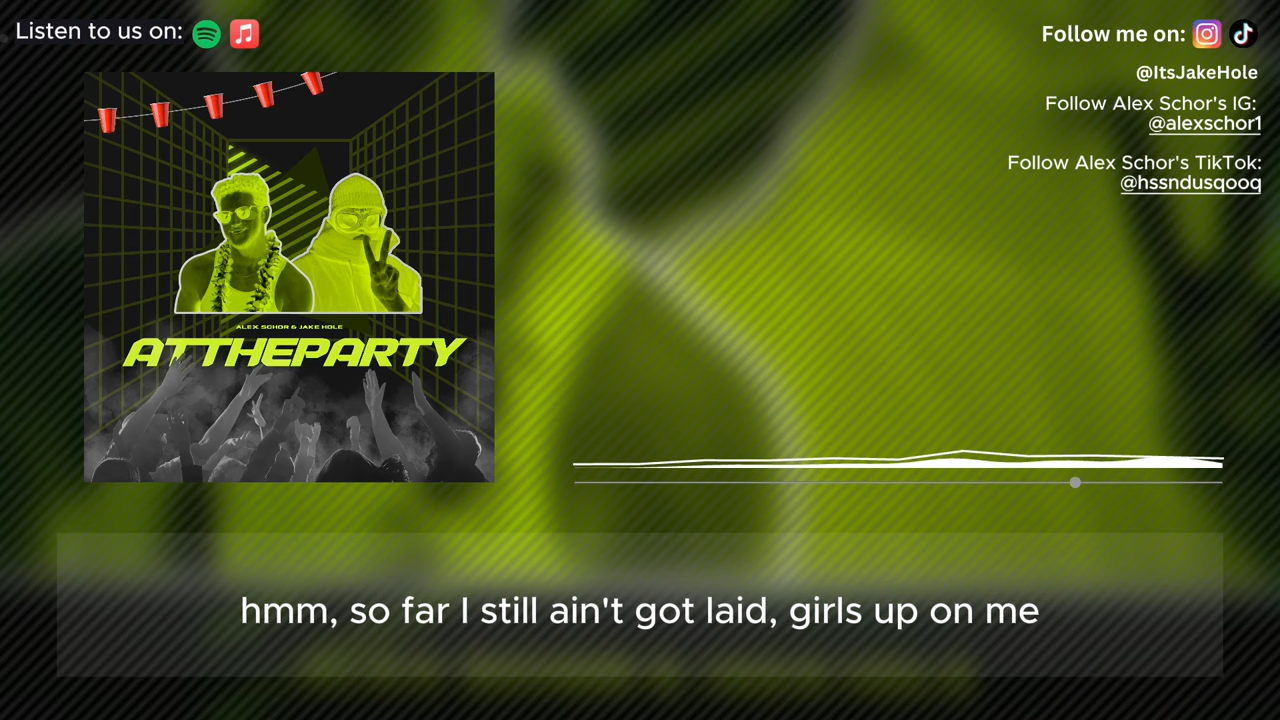 Listen to us on:
Follow me on:
@ItsJakeHole
Follow Alex Schor's IG:
@alexschor1
Follow Alex Schor's TikTok:
@hssndusqooq
ALEX SCHOR & JAKE HOLE
ATTHEPARTY
hmm, so far I still ain't got laid, girls up on me